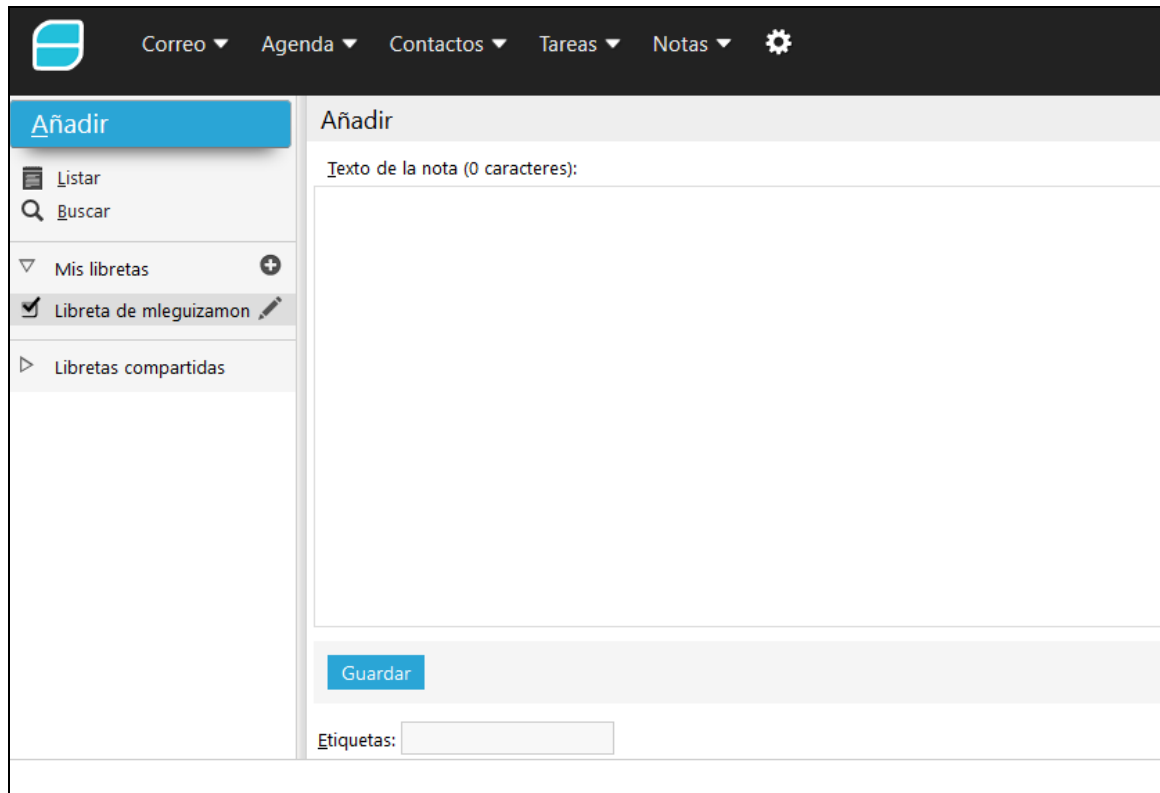 Correo Agenda Contactos Tareas Notas
Añadir
Listar
Buscar
Mis libretas
Libreta de mleguizamon
Libretas compartidas
Añadir
Texto de la nota (0 caracteres):
Guardar
Etiquetas: